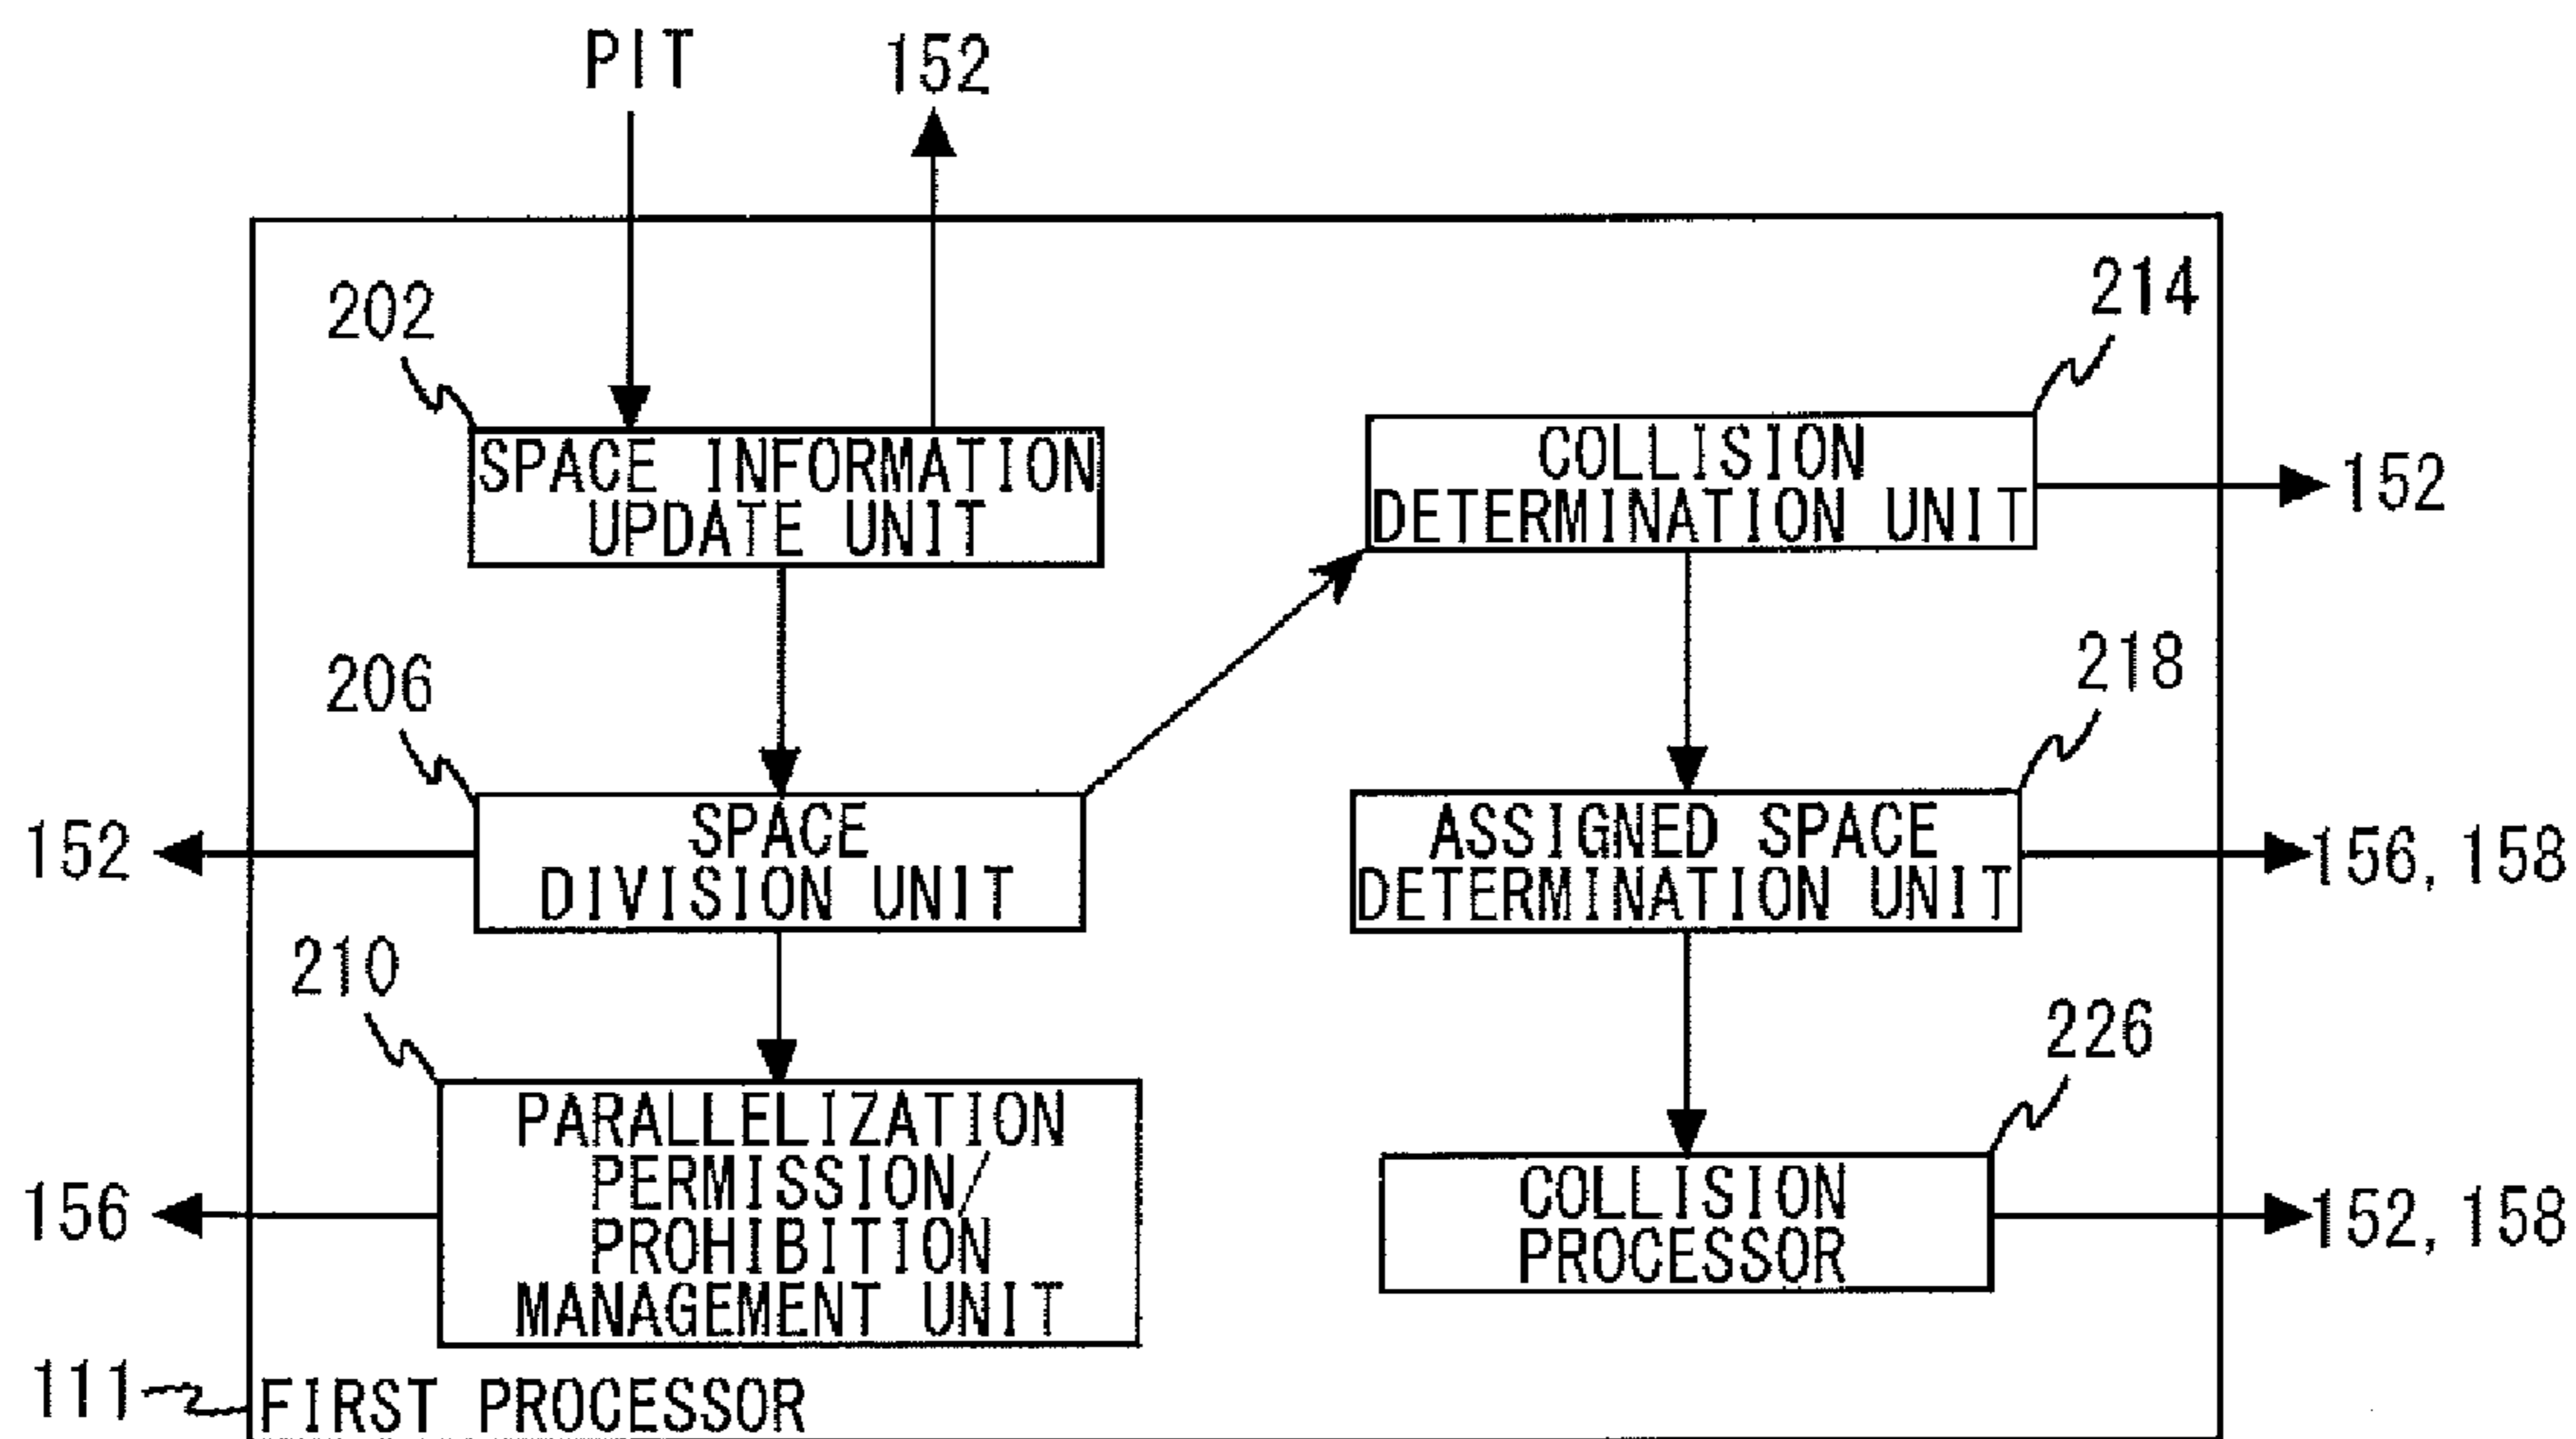 PIT
152
202
SPACE INFORMATION
UPDATE UNIT
214
COLLISION
DETERMINATION UNIT
152
206
SPACE
DIVISION UNIT
152
218
ASSIGNED SPACE
DETERMINATION UNIT
156, 158
210
PARALLELIZATION
PERMISSION/
PROHIBITION
MANAGEMENT UNIT
156
226
COLLISION
PROCESSOR
152, 158
111
FIRST PROCESSOR